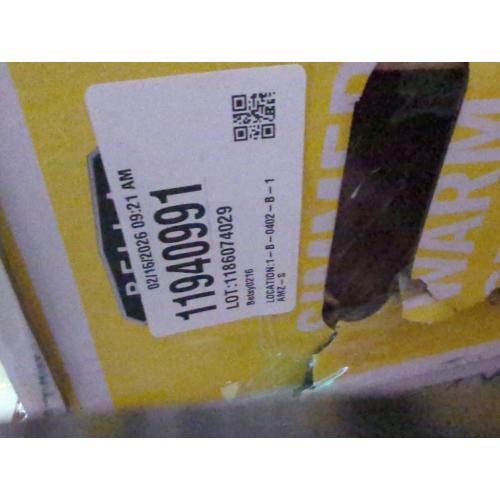 02/16/2026 09:21 AM
11940991
LOT:1186074029
Betsy0216
LOCATION:1-B-0402-B-1
AMZ-S
WARM